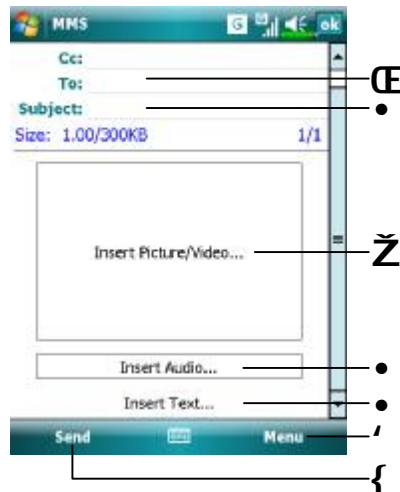 MMS G ok
Cc:
To: Œ
Subject: •
Size: 1.00/300KB 1/1
Insert Picture/Video... Ž
Insert Audio... •
Insert Text... •
Send Menu ‘
{